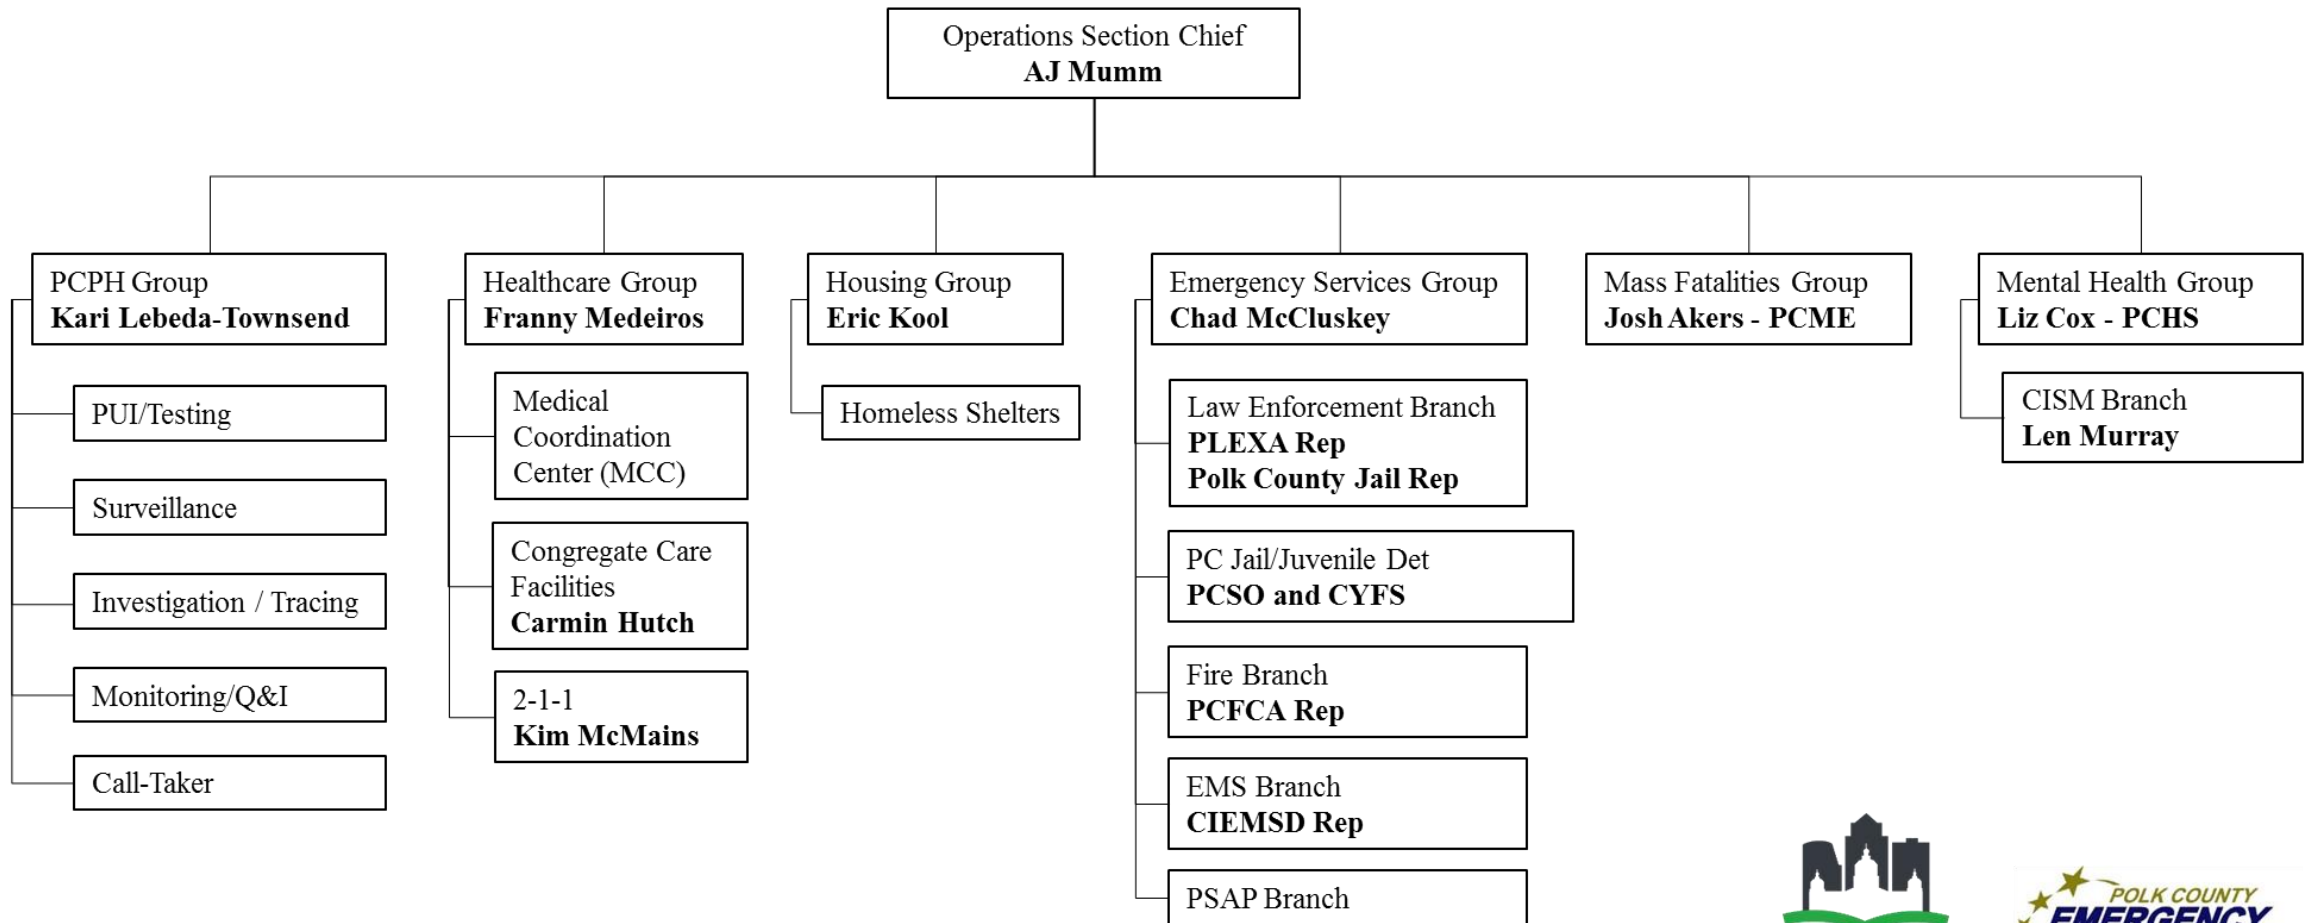 Operations Section Chief
AJ Mumm
PCPH Group
Kari Lebeda-Townsend
PUI/Testing
Surveillance
Investigation / Tracing
Monitoring/Q&I
Call-Taker
Healthcare Group
Franny Medeiros
Medical
Coordination
Center (MCC)
Congregate Care
Facilities
Carmin Hutch
2-1-1
Kim McMains
Housing Group
Eric Kool
Homeless Shelters
Emergency Services Group
Chad McCluskey
Law Enforcement Branch
PLEXA Rep
Polk County Jail Rep
PC Jail/Juvenile Det
PCSO and CYFS
Fire Branch
PCFCA Rep
EMS Branch
CIEMSD Rep
PSAP Branch
Mass Fatalities Group
Josh Akers - PCME
Mental Health Group
Liz Cox - PCHS
CISM Branch
Len Murray
POLK COUNTY
EMERGENCY